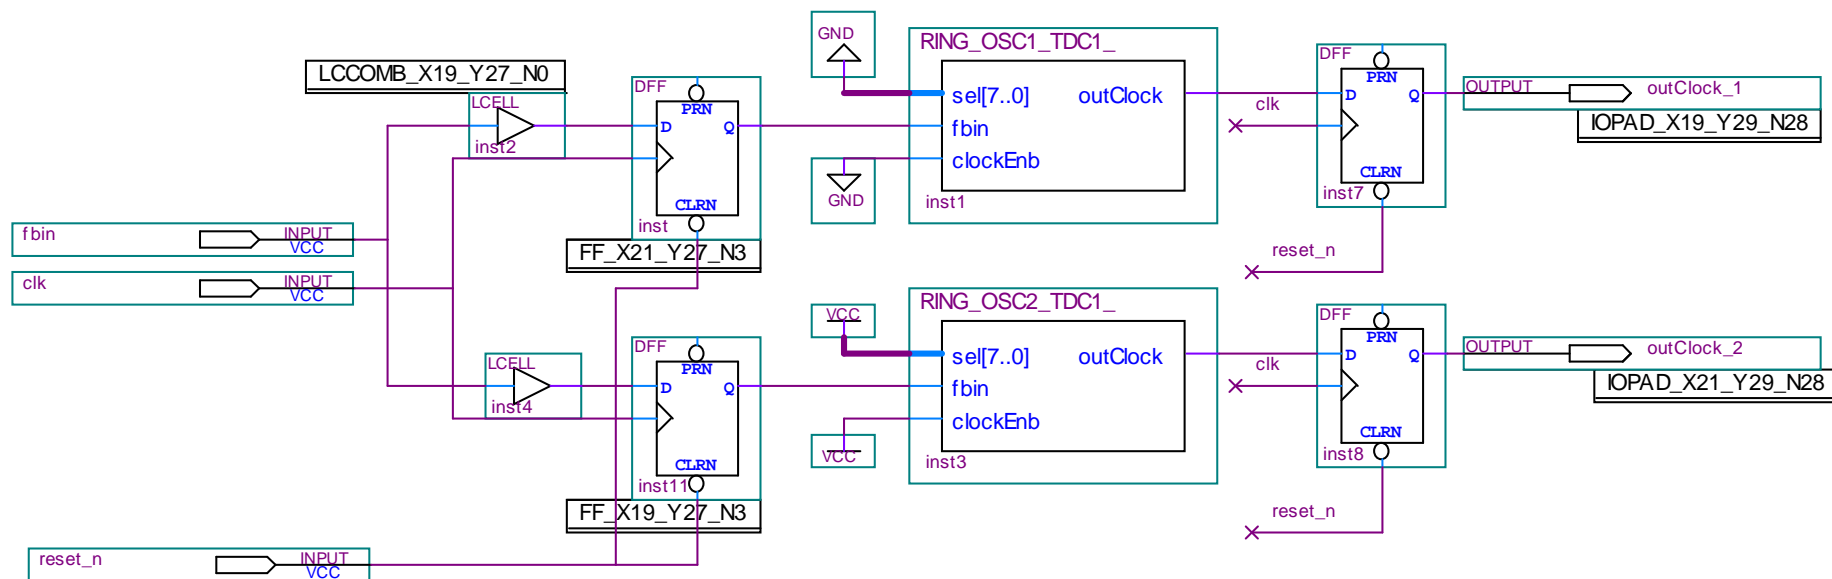 GND
RING_OSC1_TDC1_
LCCOMB_X19_Y27_N0
DFF
PRN
D
Q
CLRN
inst
FF_X21_Y27_N3
LCELL
inst2
sel[7..0]
outClock
fbin
clockEnb
inst1
GND
clk
DFF
PRN
D
Q
CLRN
inst7
OUTPUT
outClock_1
IOPAD_X19_Y29_N28
reset_n
fbin
INPUT
VCC
clk
INPUT
VCC
VCC
RING_OSC2_TDC1_
LCELL
inst4
DFF
PRN
D
Q
CLRN
inst11
FF_X19_Y27_N3
sel[7..0]
outClock
fbin
clockEnb
inst3
VCC
clk
DFF
PRN
D
Q
CLRN
inst8
OUTPUT
outClock_2
IOPAD_X21_Y29_N28
reset_n
reset_n
INPUT
VCC